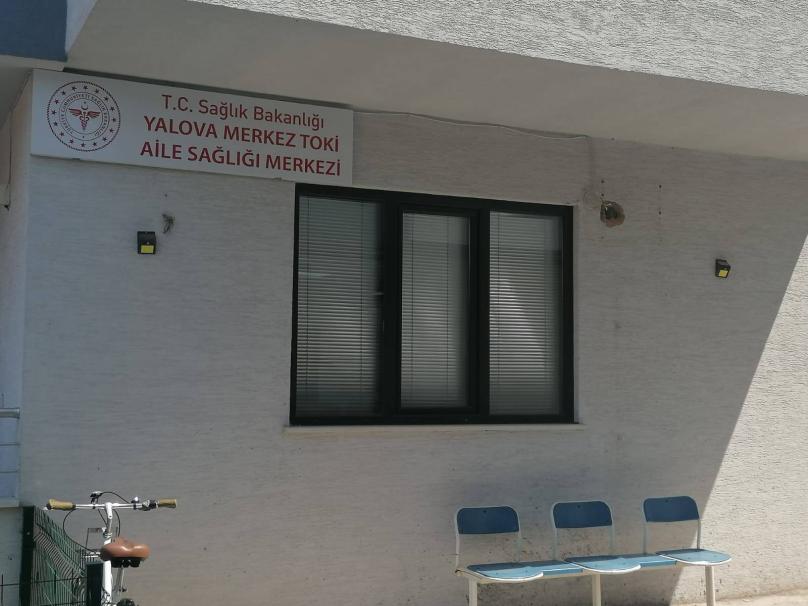 T.C. Sağlık Bakanlığı
YALOVA MERKEZ TOKİ
AİLE SAĞLIĞI MERKEZİ